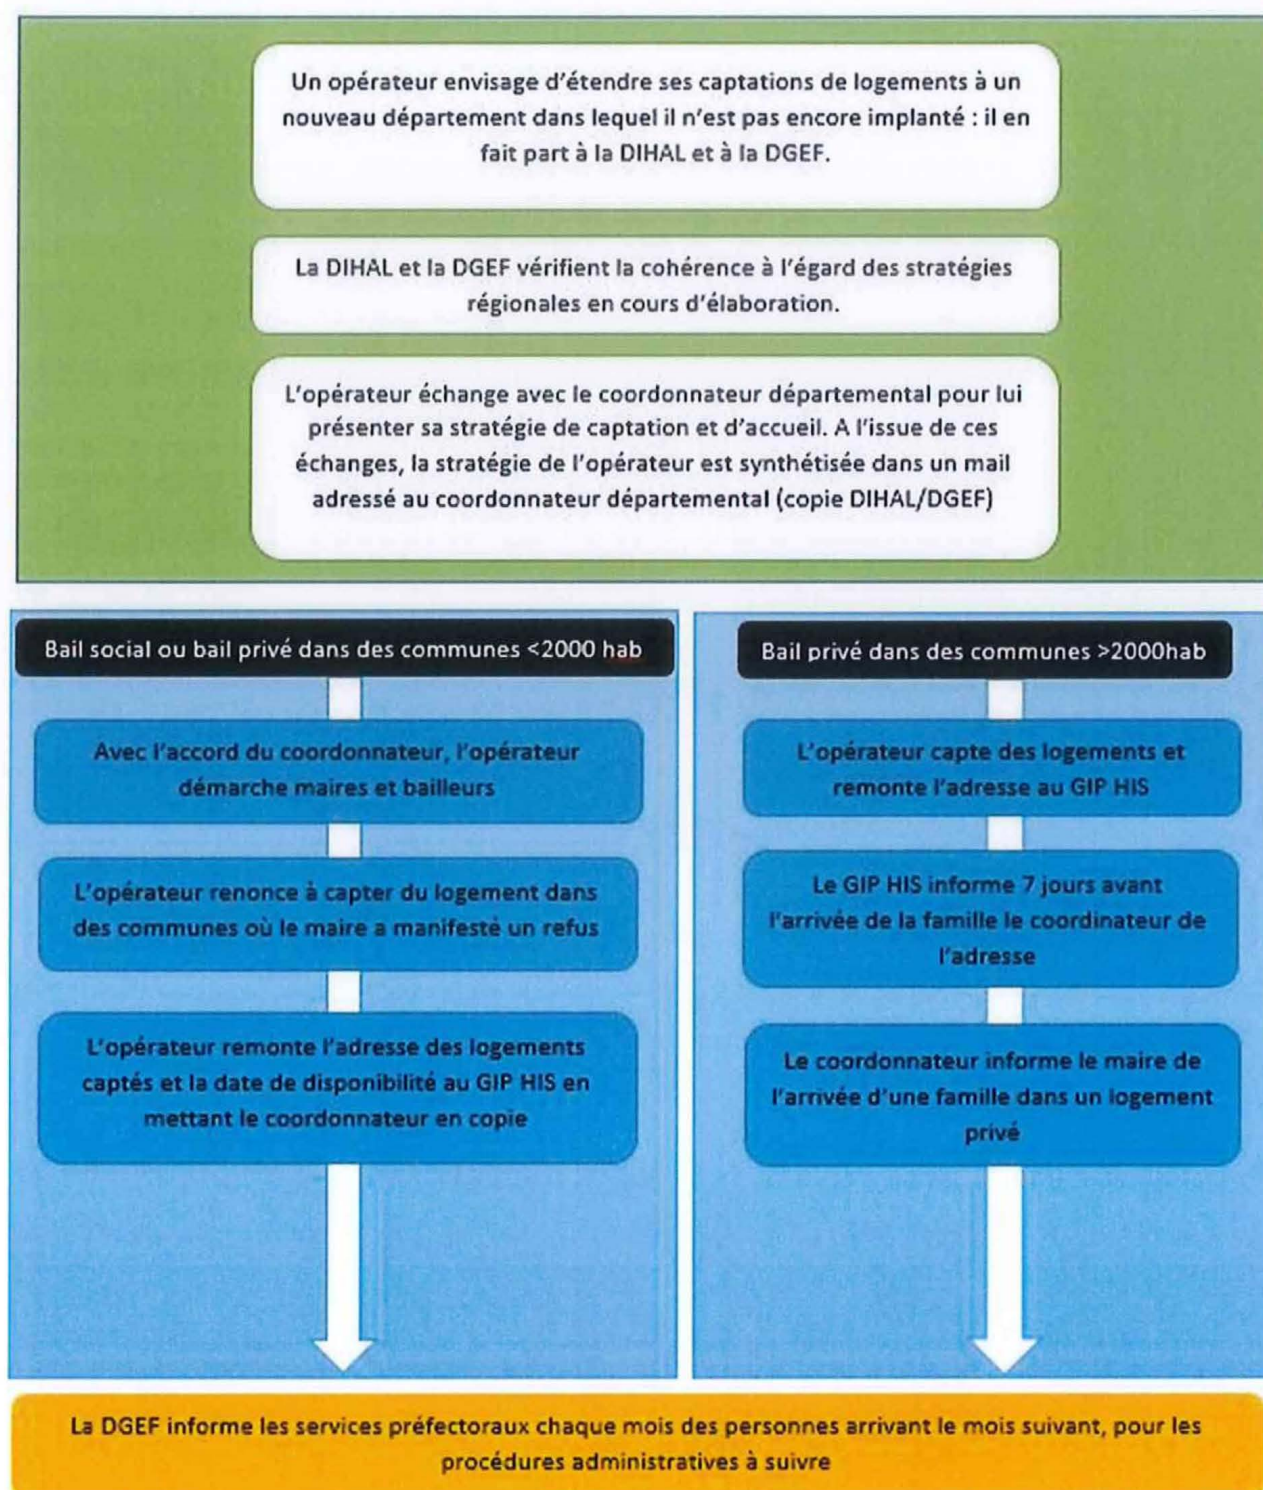 Un opérateur envisage d'étendre ses captations de logements à un
nouveau département dans lequel il n'est pas encore implanté : il en
fait part à la DIHAL et à la DGEF.
La DIHAL et la DGEF vérifient la cohérence à l'égard des stratégies
régionales en cours d'élaboration.
L'opérateur échange avec le coordonnateur départemental pour lui
présenter sa stratégie de captation et d'accueil. A l'issue de ces
échanges, la stratégie de l'opérateur est synthétisée dans un mail
adressé au coordonnateur départemental (copie DIHAL/DGEF)
Bail social ou bail privé dans des communes <2000 hab
Avec l'accord du coordonnateur, l'opérateur
démarche maires et bailleurs
L'opérateur renonce à capter du logement dans
des communes où le maire a manifesté un refus
L'opérateur remonte l'adresse des logements
captés et la date de disponibilité au GIP HIS en
mettant le coordonnateur en copie
Bail privé dans des communes >2000hab
L'opérateur capte des logements et
remonte l'adresse au GIP HIS
Le GIP HIS informe 7 jours avant
l'arrivée de la famille le coordinateur de
l'adresse
Le coordonnateur informe le maire de
l'arrivée d'une famille dans un logement
privé
La DGEF informe les services préfectoraux chaque mois des personnes arrivant le mois suivant, pour les
procédures administratives à suivre